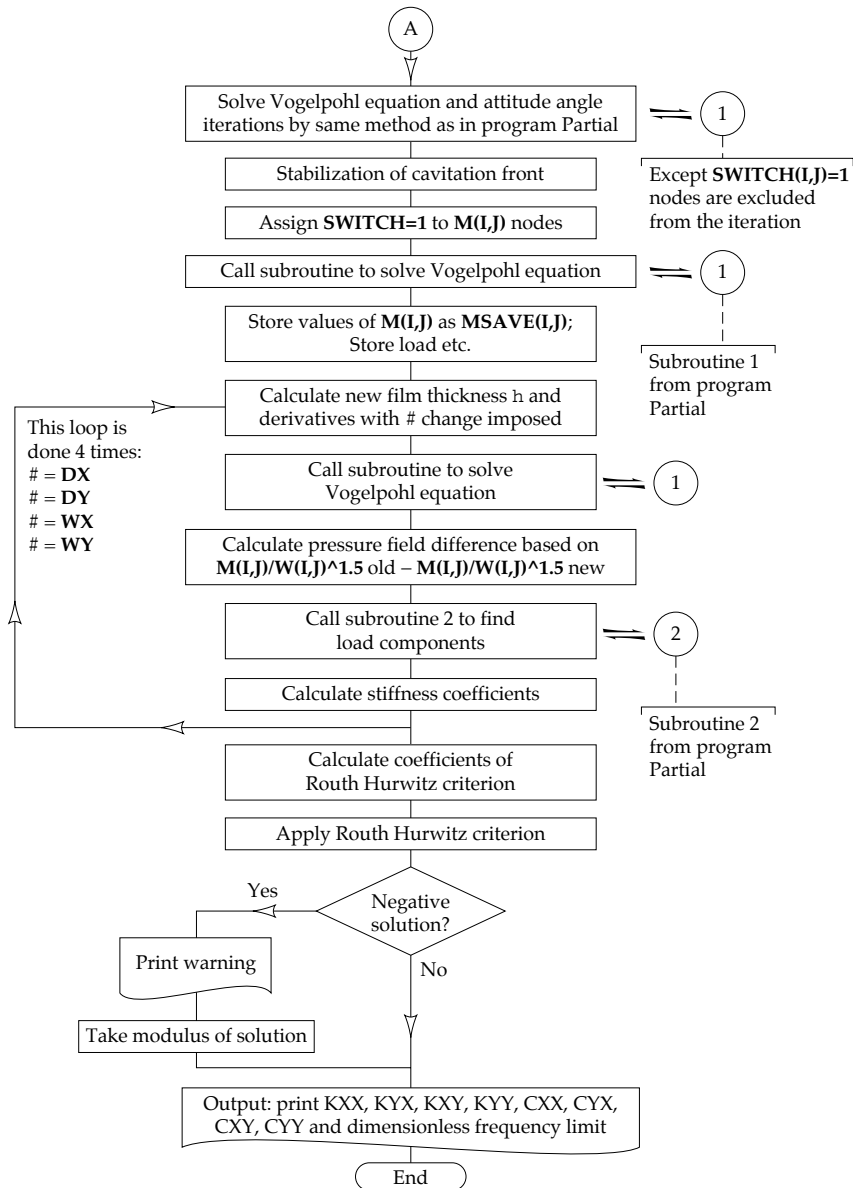 A
Solve Vogelpohl equation and attitude angle
iterations by same method as in program Partial
1
Except SWITCH(I,J)=1
nodes are excluded
from the iteration
Stabilization of cavitation front
Assign SWITCH=1 to M(I,J) nodes
Call subroutine to solve Vogelpohl equation
1
Subroutine 1
from program
Partial
Store values of M(I,J) as MSAVE(I,J);
Store load etc.
Calculate new film thickness h and
derivatives with # change imposed
This loop is
done 4 times:
# = DX
# = DY
# = WX
# = WY
Call subroutine to solve
Vogelpohl equation
1
Calculate pressure field difference based on
M(I,J)/W(I,J)^1.5 old – M(I,J)/W(I,J)^1.5 new
Call subroutine 2 to find
load components
2
Subroutine 2
from program
Partial
Calculate stiffness coefficients
Calculate coefficients of
Routh Hurwitz criterion
Apply Routh Hurwitz criterion
Negative
solution?
Yes
No
Print warning
Take modulus of solution
Output: print KXX, KYX, KXY, KYY, CXX, CYX,
CXY, CYY and dimensionless frequency limit
End